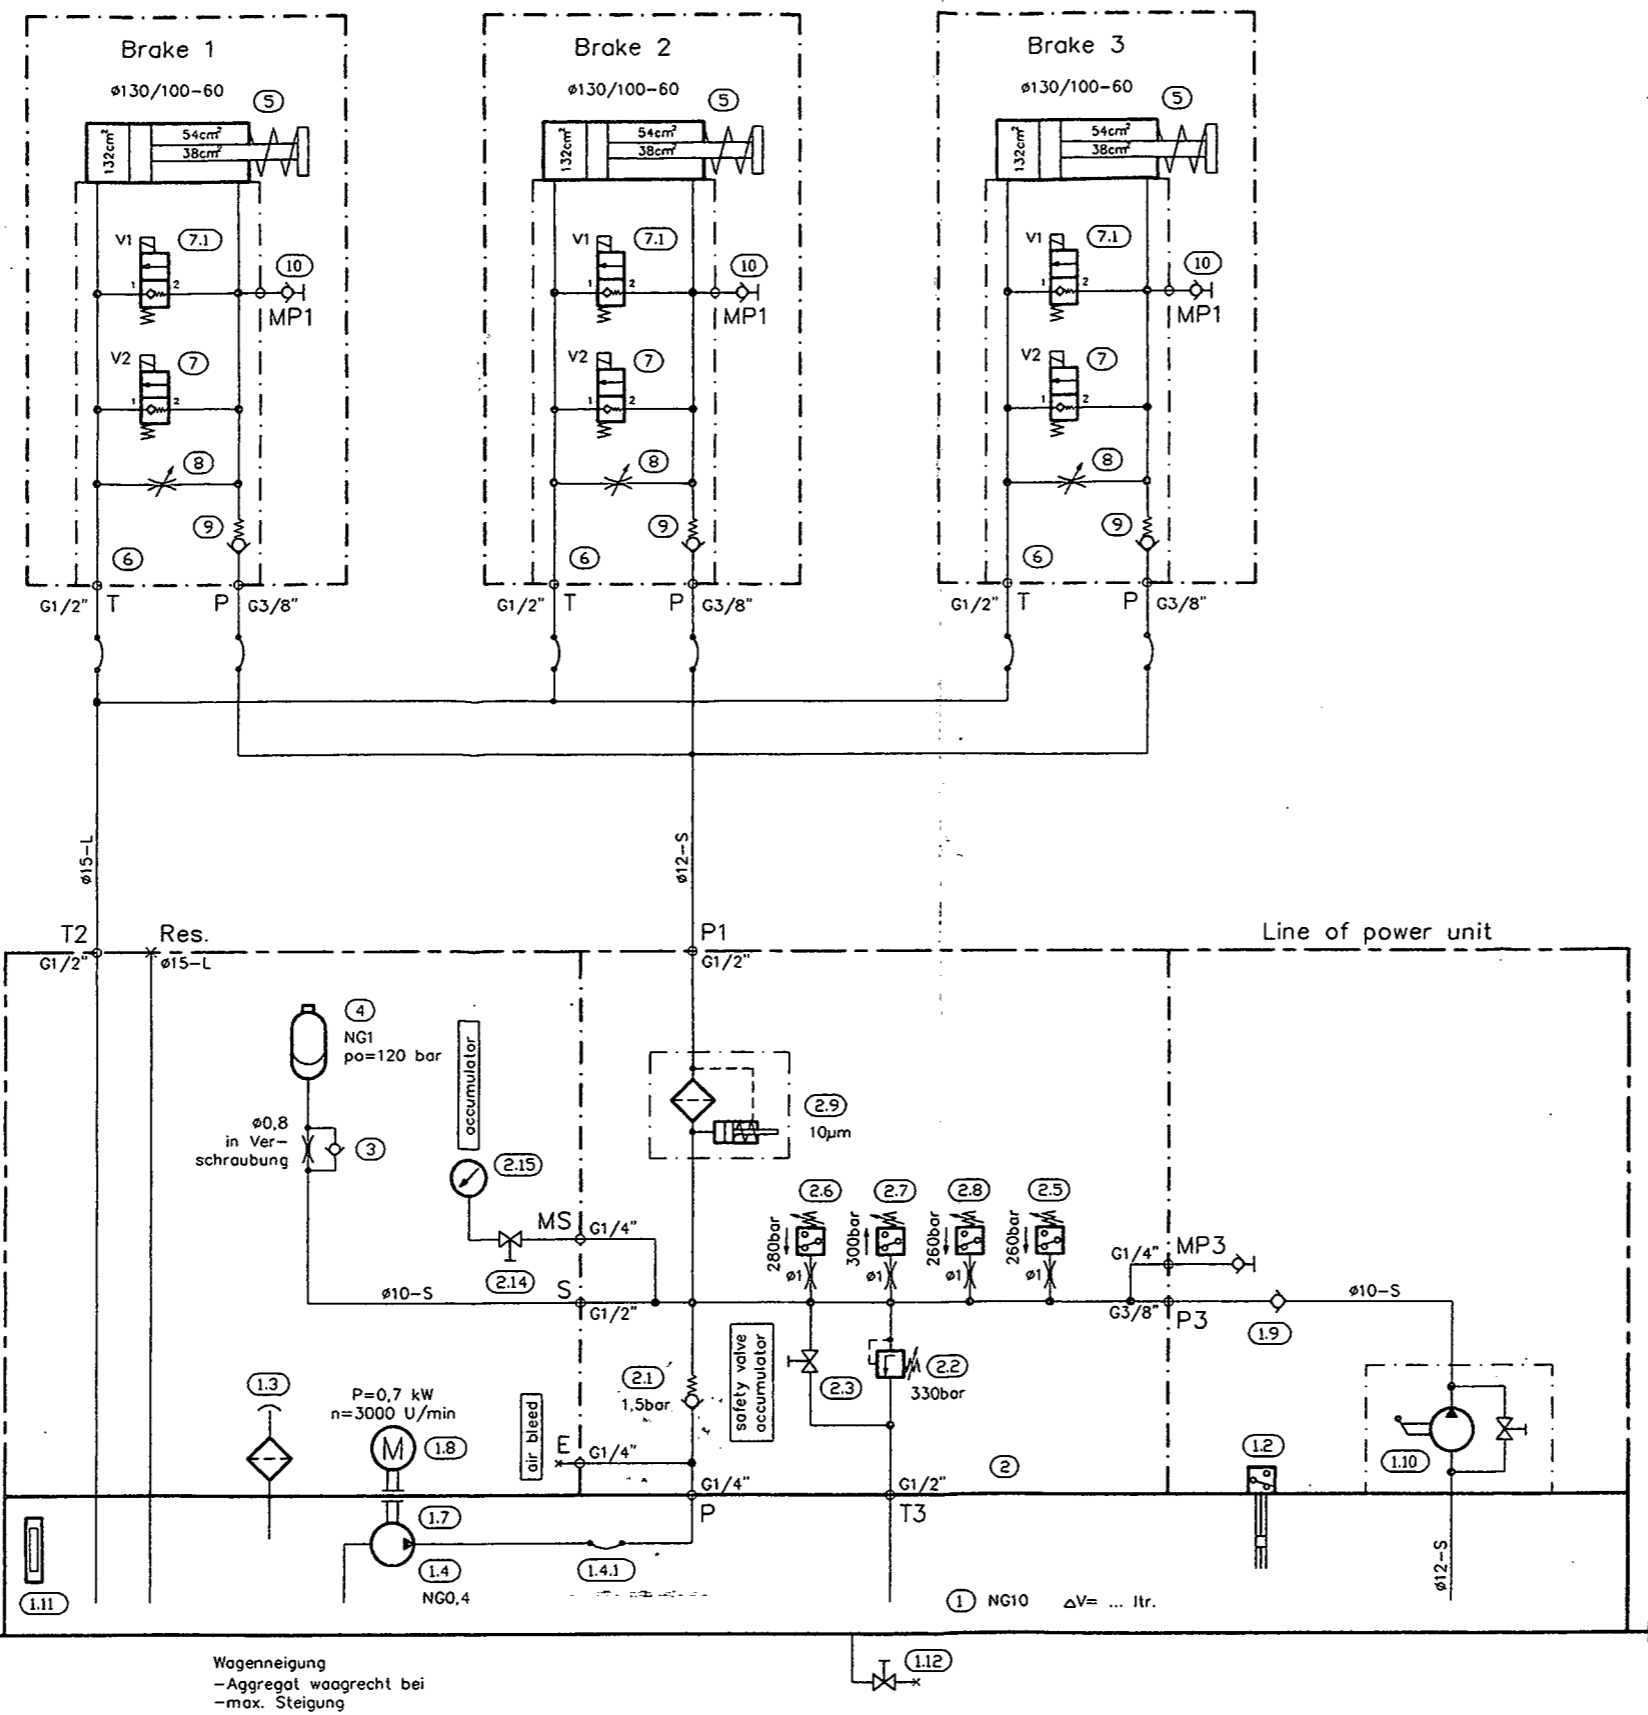 Brake 1
ø130/100-60
5
132cm²
54cm²
38cm²
V1
7.1
1
2
10
MP1
V2
7
1
2
8
9
6
G1/2"
T
P
G3/8"
Brake 2
ø130/100-60
5
132cm²
54cm²
38cm²
V1
7.1
1
2
10
MP1
V2
7
1
2
8
9
6
G1/2"
T
P
G3/8"
Brake 3
ø130/100-60
5
132cm²
54cm²
38cm²
V1
7.1
1
2
10
MP1
V2
7
1
2
8
9
6
G1/2"
T
P
G3/8"
ø15-L
ø12-S
T2
G1/2"
Res.
ø15-L
P1
G1/2"
Line of power unit
4
NG1
po=120 bar
accumulator
ø0,8
in Ver-
schraubung
3
2.15
MS
G1/4"
2.14
ø10-S
S
G1/2"
2.9
10µm
2.6
2.7
2.8
2.5
280bar
300bar
260bar
260bar
ø1
ø1
ø1
ø1
G1/4"
MP3
G3/8"
P3
1.9
ø10-S
2.1
1,5bar
safety valve
accumulator
2.3
2.2
330bar
1.3
P=0,7 kW
n=3000 U/min
M
1.8
air bleed
E
G1/4"
2
1.2
1.10
G1/4"
P
G1/2"
T3
1.7
1.4
NG0,4
1.4.1
1.11
1
NG10
△V= ... ltr.
ø12-S
1.12
Wagenneigung
-Aggregat waagrecht bei
-max. Steigung